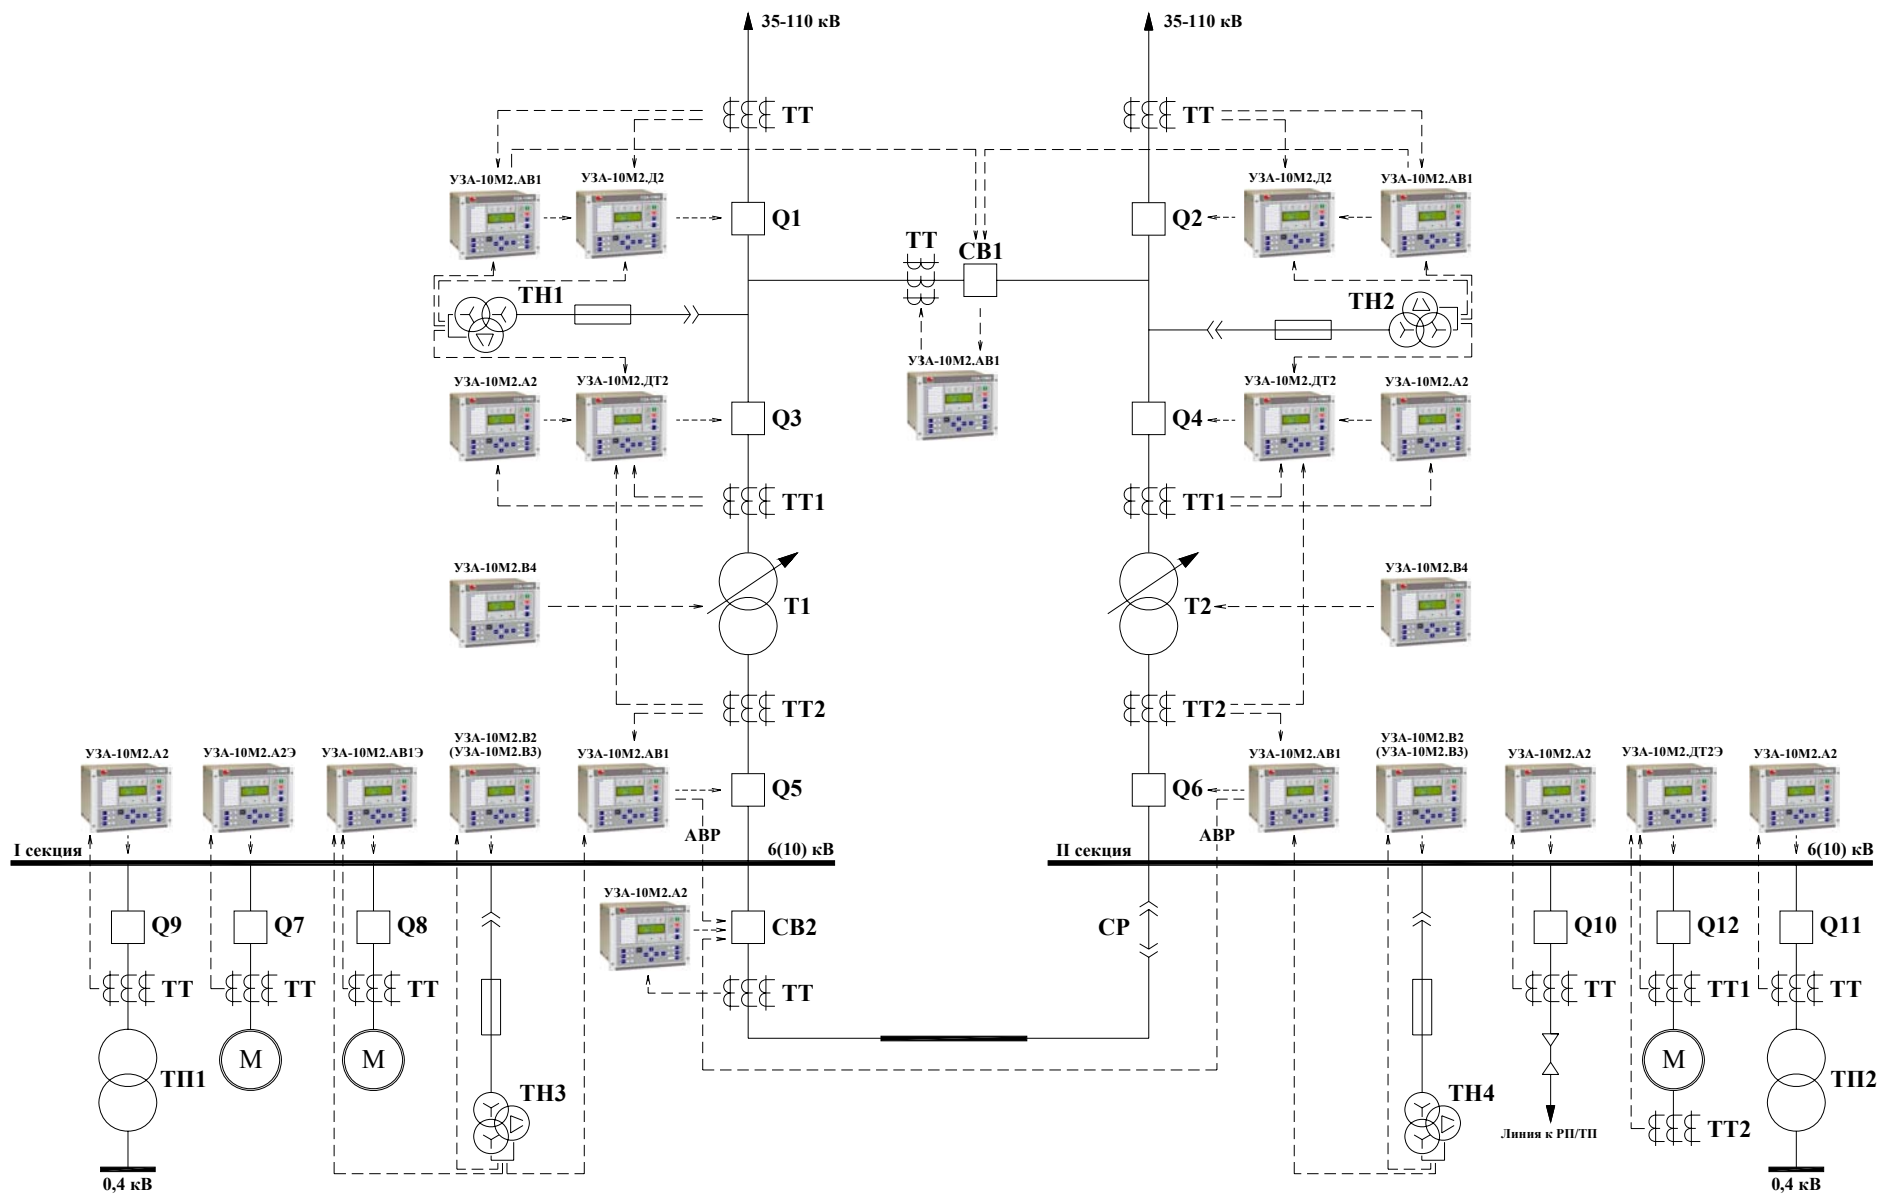 35-110 кВ
35-110 кВ
ТТ
ТТ
УЗА-10М2.АВ1
УЗА-10М2.Д2
УЗА-10М2.Д2
УЗА-10М2.АВ1
Q1
Q2
ТТ
СВ1
ТН1
ТН2
УЗА-10М2.АВ1
УЗА-10М2.А2
УЗА-10М2.ДТ2
УЗА-10М2.ДТ2
УЗА-10М2.А2
Q3
Q4
ТТ1
ТТ1
УЗА-10М2.В4
УЗА-10М2.В4
Т1
Т2
ТТ2
ТТ2
УЗА-10М2.А2
УЗА-10М2.А2Э
УЗА-10М2.АВ1Э
УЗА-10М2.В2
(УЗА-10М2.В3)
УЗА-10М2.АВ1
УЗА-10М2.АВ1
УЗА-10М2.В2
(УЗА-10М2.В3)
УЗА-10М2.А2
УЗА-10М2.ДТ2Э
УЗА-10М2.А2
Q5
Q6
АВР
АВР
I секция
6(10) кВ
II секция
6(10) кВ
УЗА-10М2.А2
Q9
Q7
Q8
СВ2
СР
Q10
Q12
Q11
ТТ
ТТ
ТТ
ТТ
ТТ
ТТ1
ТТ
М
М
М
ТП1
ТН3
ТН4
ТП2
Линия к РП/ТП
ТТ2
0,4 кВ
0,4 кВ